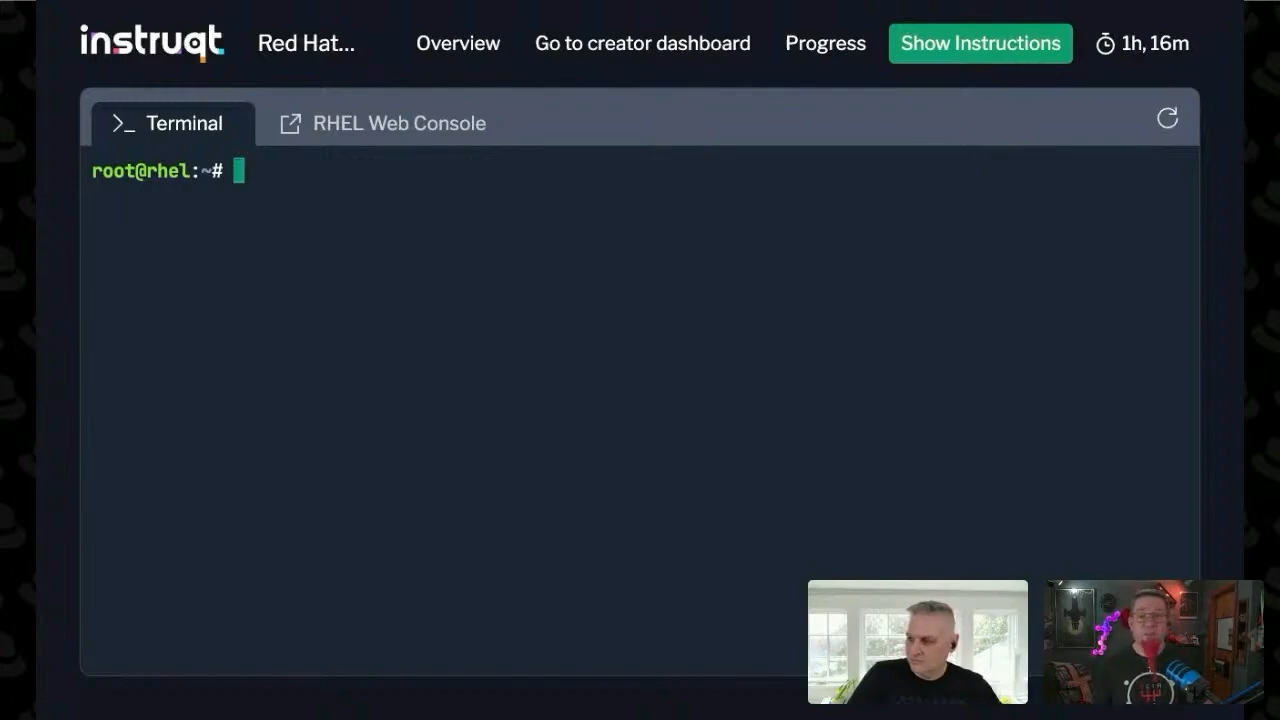 instruqt
Red Hat...
Overview
Go to creator dashboard
Progress
Show Instructions
1h, 16m
>_ Terminal
RHEL Web Console
root@rhel:~#